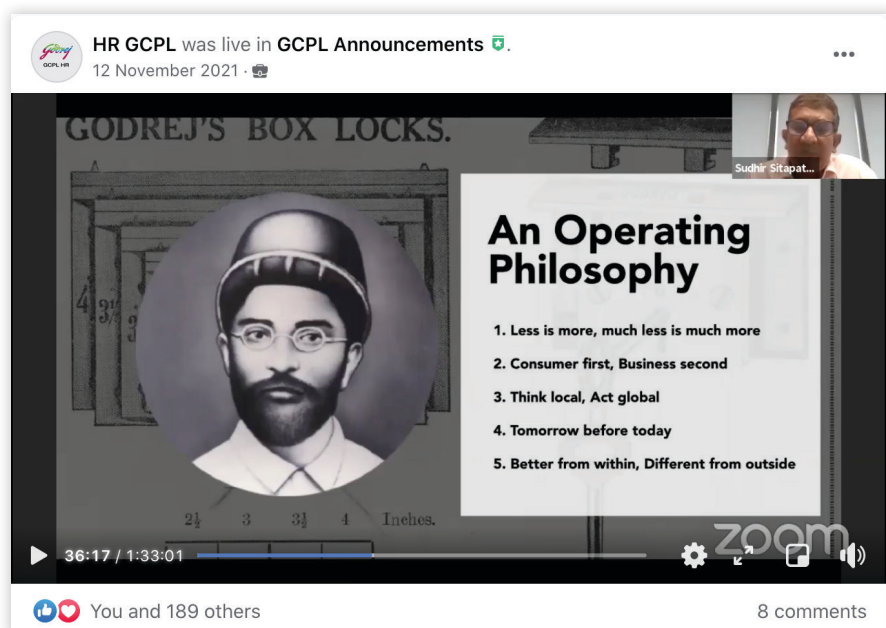 Godrej
GCPL HR
HR GCPL was live in GCPL Announcements
12 November 2021 ·
GODREJ'S BOX LOCKS.
Sudhir Sitapat...
An Operating
Philosophy
1. Less is more, much less is much more
2. Consumer first, Business second
3. Think local, Act global
4. Tomorrow before today
5. Better from within, Different from outside
2½ 3 3½ 4 Inches.
zoom
36:17 / 1:33:01
You and 189 others
8 comments